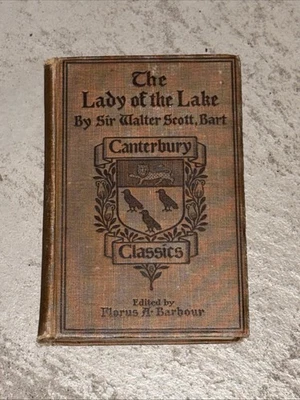 The
Lady of the Lake
By Sir Walter Scott, Bart
Canterbury
Classics
Edited by
Florus A. Barbour